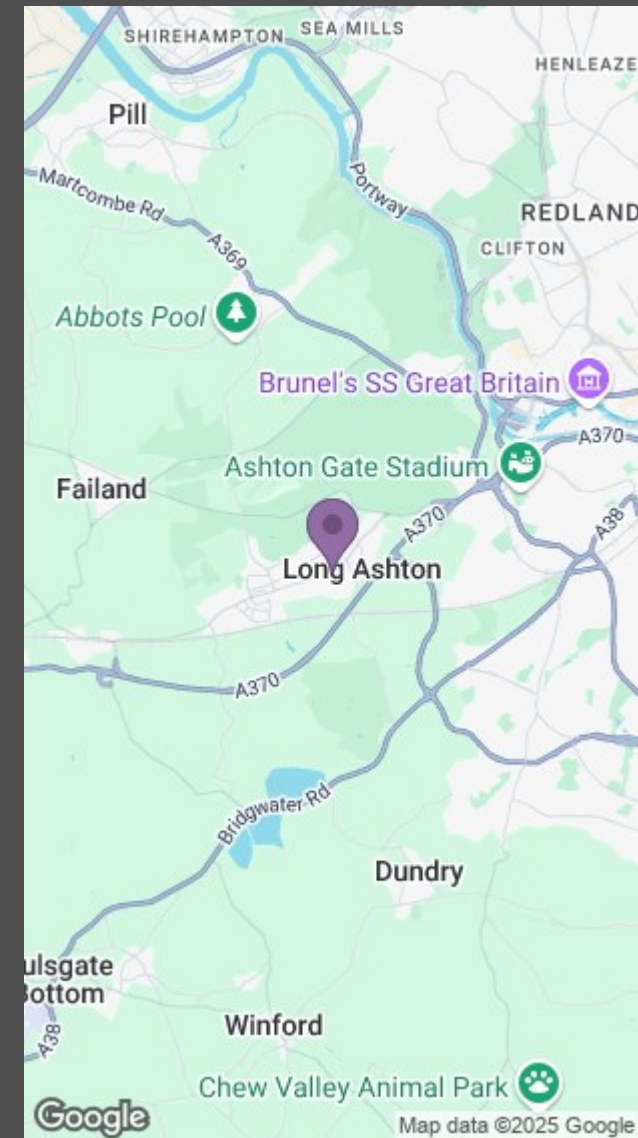 SHIREHAMPTON
SEA MILLS
HENLEAZE
Pill
Martcombe Rd
Portway
REDLAND
A369
CLIFTON
Abbots Pool
Brunel's SS Great Britain
A370
Ashton Gate Stadium
Failand
A370
A38
Long Ashton
A370
Bridgwater Rd
Dundry
ulsgate
Bottom
Winford
A38
Chew Valley Animal Park
Google
Map data ©2025 Google